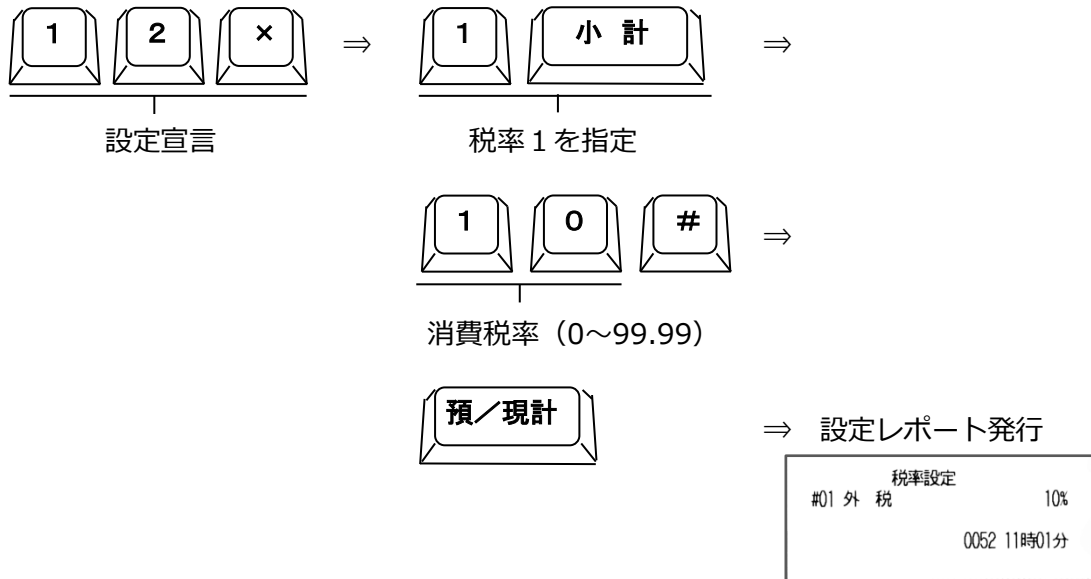 1 2 × ⇒ 1 小 計 ⇒
設定宣言 税率１を指定
1 0 # ⇒
消費税率（0～99.99）
預／現計 ⇒ 設定レポート発行
税率設定
#01 外 税 10%
0052 11時01分